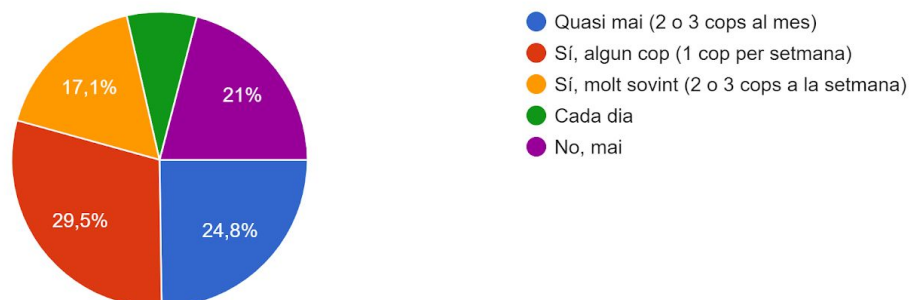 Quasi mai (2 o 3 cops al mes)
Sí, algun cop (1 cop per setmana)
Sí, molt sovint (2 o 3 cops a la setmana)
Cada dia
No, mai
17,1%
21%
29,5%
24,8%